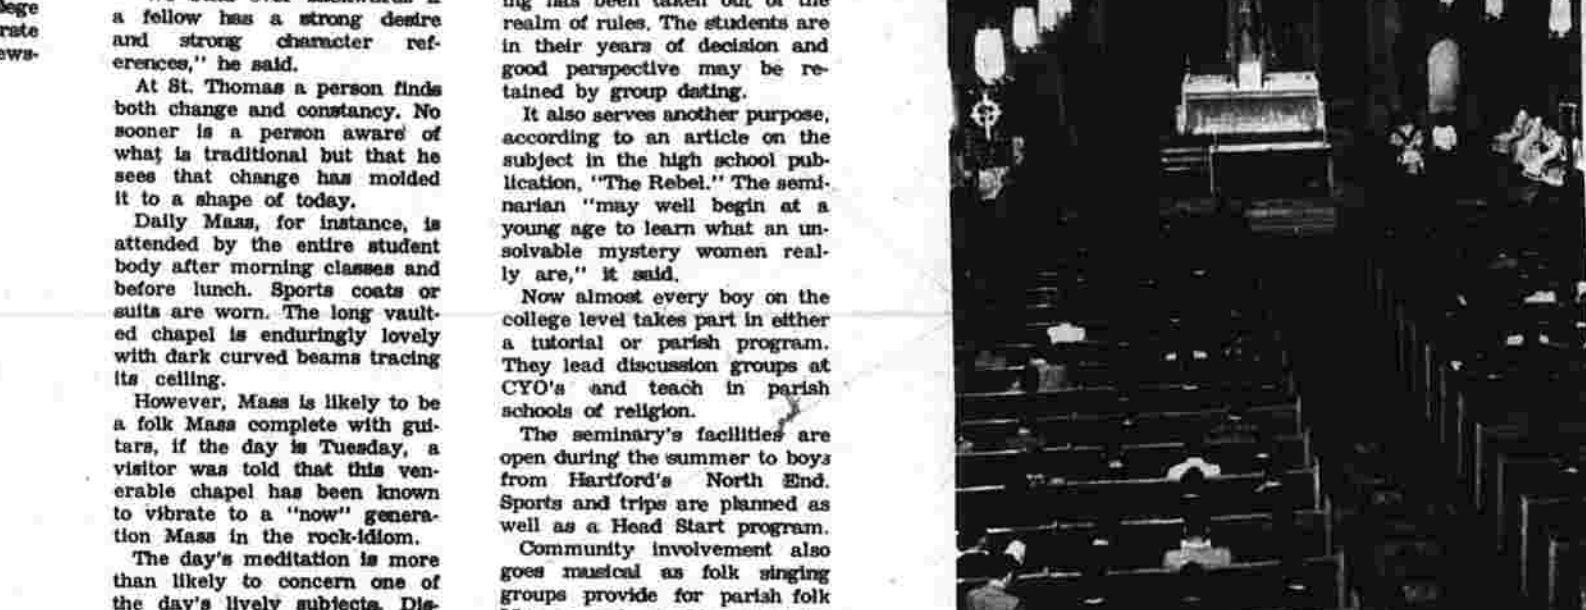 lege
rate
ews-
a fellow has a strong desire
and strong character ref-
erences," he said.
At St. Thomas a person finds
both change and constancy. No
sooner is a person aware of
what is traditional but that he
sees that change has molded
it to a shape of today.
Daily Mass, for instance, is
attended by the entire student
body after morning classes and
before lunch. Sports coats or
suits are worn. The long vault-
ed chapel is enduringly lovely
with dark curved beams tracing
its ceiling.
However, Mass is likely to be
a folk Mass complete with gui-
tars, if the day is Tuesday, a
visitor was told that this ven-
erable chapel has been known
to vibrate to a "now" genera-
tion Mass in the rock-idiom.
The day's meditation is more
than likely to concern one of
the day's lively subjects. Dis-
ing has been taken out of the
realm of rules. The students are
in their years of decision and
good perspective may be re-
tained by group dating.
It also serves another purpose,
according to an article on the
subject in the high school pub-
lication, "The Rebel." The semi-
narian "may well begin at a
young age to learn what an un-
solvable mystery women real-
ly are," it said.
Now almost every boy on the
college level takes part in either
a tutorial or parish program.
They lead discussion groups at
CYO's and teach in parish
schools of religion.
The seminary's facilities are
open during the summer to boys
from Hartford's North End.
Sports and trips are planned as
well as a Head Start program.
Community involvement also
goes musical as folk singing
groups provide for parish folk